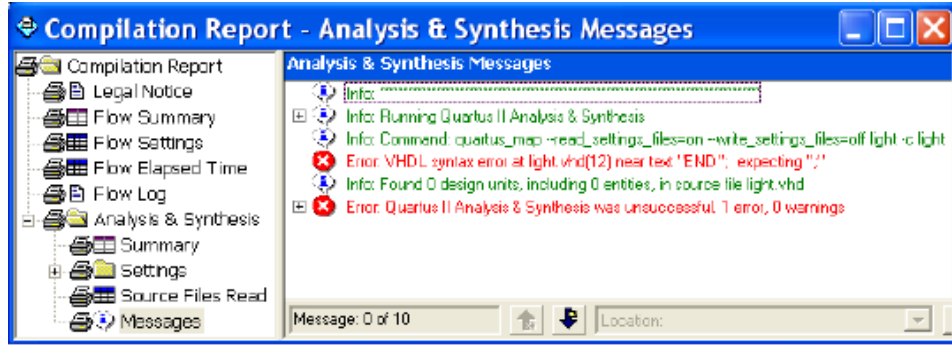 Compilation Report - Analysis & Synthesis Messages
Compilation Report
Legal Notice
Flow Summary
Flow Settings
Flow Elapsed Time
Flow Log
Analysis & Synthesis
Summary
Settings
Source Files Read
Messages
Analysis & Synthesis Messages
Info:
Info: Running Quartus II Analysis & Synthesis
Info: Command: quartus_map --read_settings_files=on --write_settings_files=off light -c light
Error: VHDL syntax error at light.vhd(12) near text "END"; expecting ";"
Info: Found 0 design units, including 0 entities, in source file light.vhd
Error: Quartus II Analysis & Synthesis was unsuccessful. 1 error, 0 warnings
Message: 0 of 10
Location: